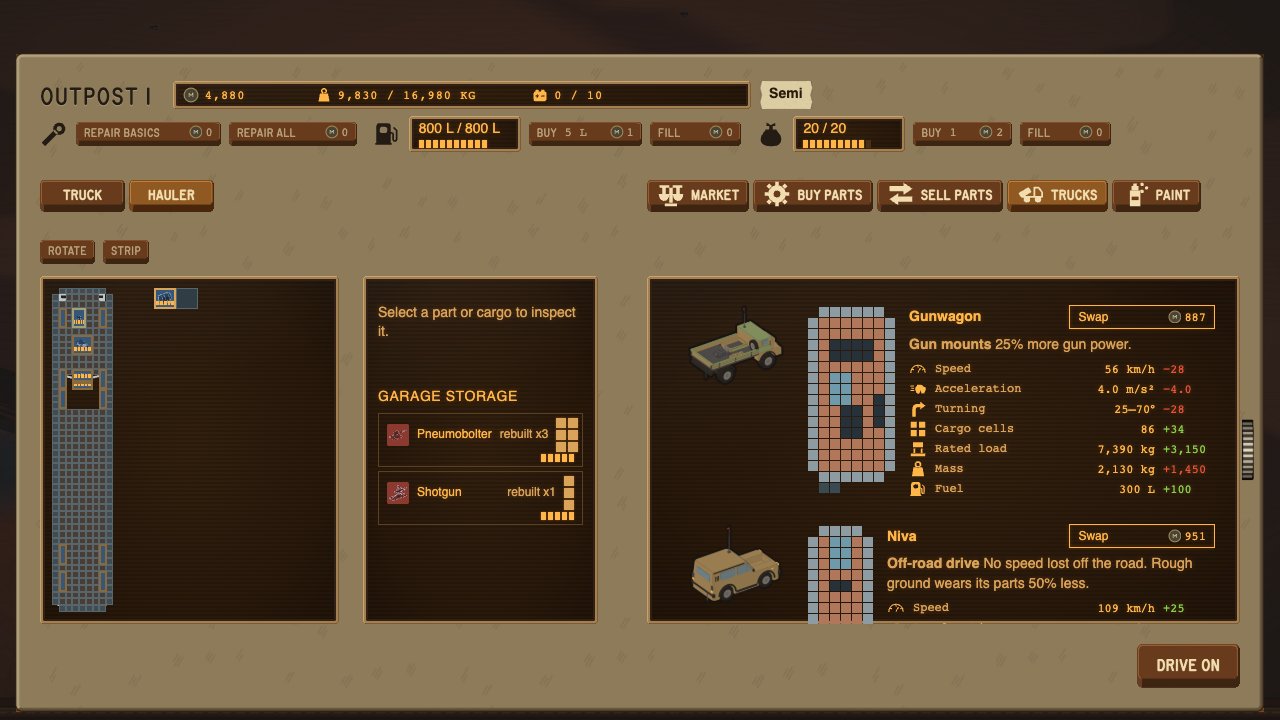 OUTPOST I
4,880
9,830 / 16,980 KG
0 / 10
Semi
REPAIR BASICS M 0
REPAIR ALL M 0
800 L / 800 L
BUY 5 L M 1
FILL M 0
20 / 20
BUY 1 M 2
FILL M 0
TRUCK
HAULER
MARKET
BUY PARTS
SELL PARTS
TRUCKS
PAINT
ROTATE
STRIP
Select a part or cargo to inspect
it.
GARAGE STORAGE
Pneumobolter rebuilt x3
Shotgun rebuilt x1
Gunwagon
Swap M 887
Gun mounts 25% more gun power.
Speed 56 km/h −28
Acceleration 4.0 m/s² −4.0
Turning 25—70° −28
Cargo cells 86 +34
Rated load 7,390 kg +3,150
Mass 2,130 kg +1,450
Fuel 300 L +100
Niva
Swap M 951
Off-road drive No speed lost off the road. Rough
ground wears its parts 50% less.
Speed 109 km/h +25
DRIVE ON